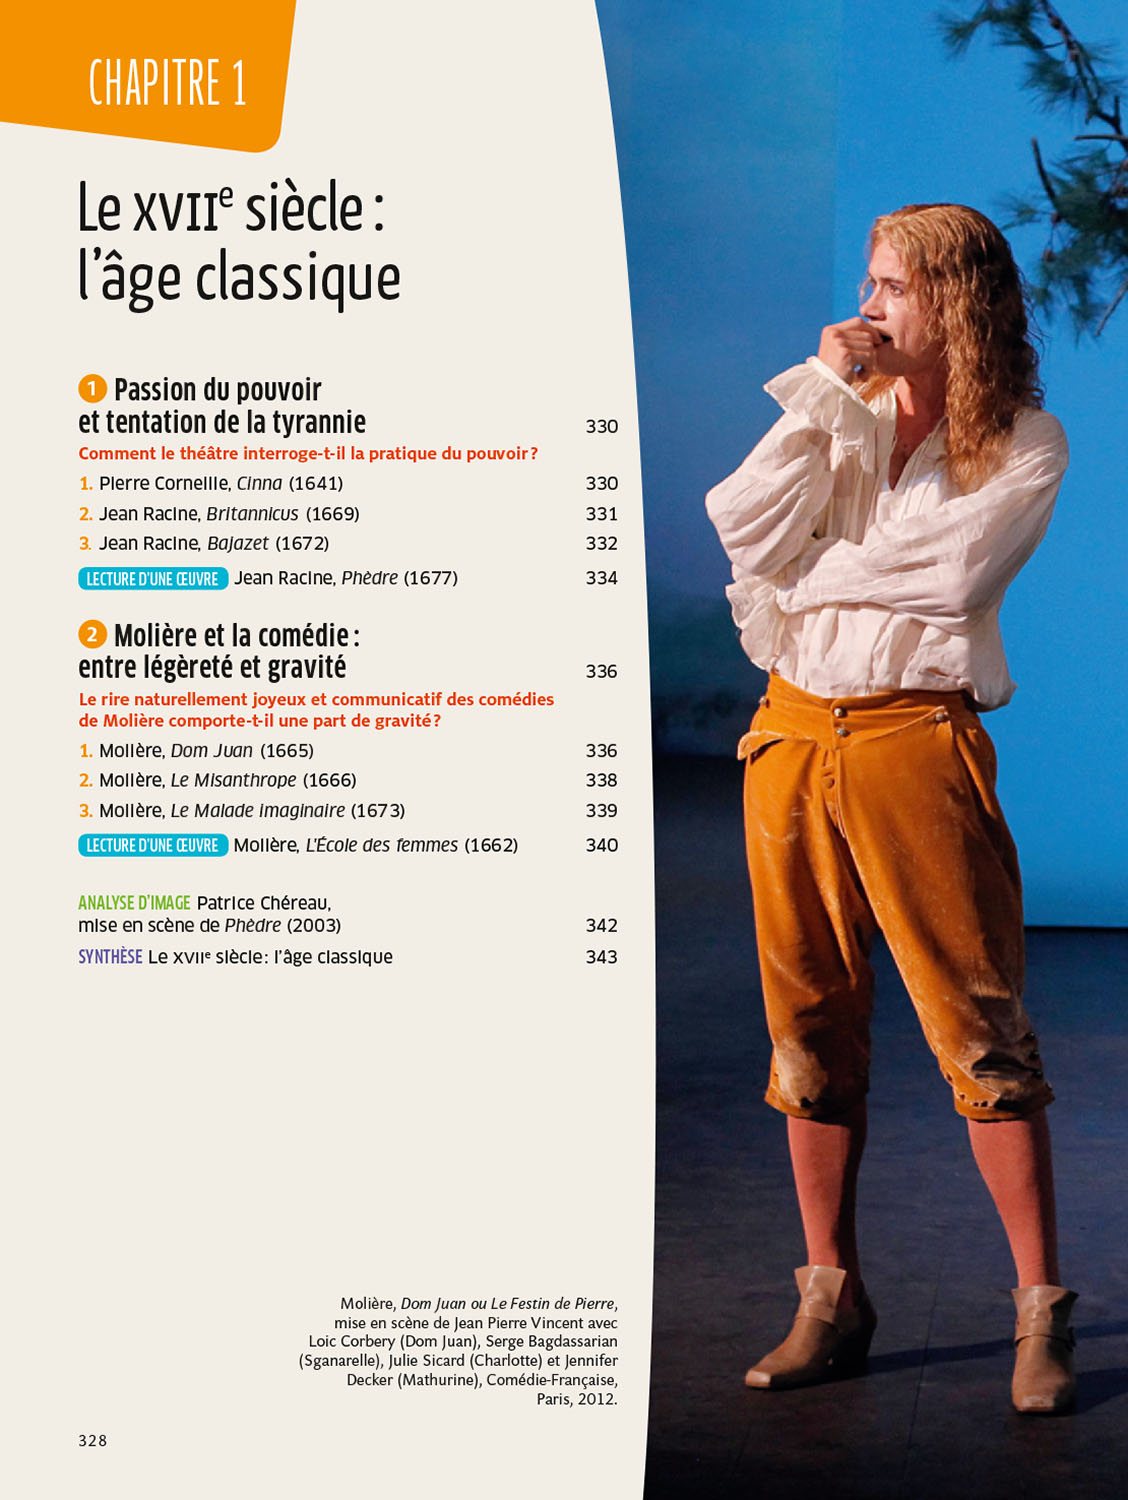 CHAPITRE 1
Le XVIIe siècle :
l'âge classique
1 Passion du pouvoir
et tentation de la tyrannie 330
Comment le théâtre interroge-t-il la pratique du pouvoir ?
1. Pierre Corneille, Cinna (1641) 330
2. Jean Racine, Britannicus (1669) 331
3. Jean Racine, Bajazet (1672) 332
LECTURE D'UNE ŒUVRE Jean Racine, Phèdre (1677) 334
2 Molière et la comédie :
entre légèreté et gravité 336
Le rire naturellement joyeux et communicatif des comédies
de Molière comporte-t-il une part de gravité ?
1. Molière, Dom Juan (1665) 336
2. Molière, Le Misanthrope (1666) 338
3. Molière, Le Malade imaginaire (1673) 339
LECTURE D'UNE ŒUVRE Molière, L'École des femmes (1662) 340
ANALYSE D'IMAGE Patrice Chéreau,
mise en scène de Phèdre (2003) 342
SYNTHÈSE Le XVIIe siècle : l'âge classique 343
Molière, Dom Juan ou Le Festin de Pierre,
mise en scène de Jean Pierre Vincent avec
Loic Corbery (Dom Juan), Serge Bagdassarian
(Sganarelle), Julie Sicard (Charlotte) et Jennifer
Decker (Mathurine), Comédie-Française,
Paris, 2012.
328